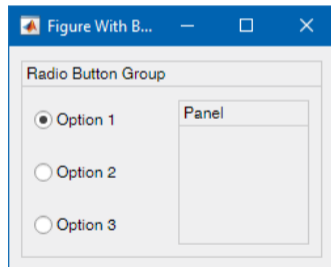 Figure With B...
Radio Button Group
Option 1
Panel
Option 2
Option 3